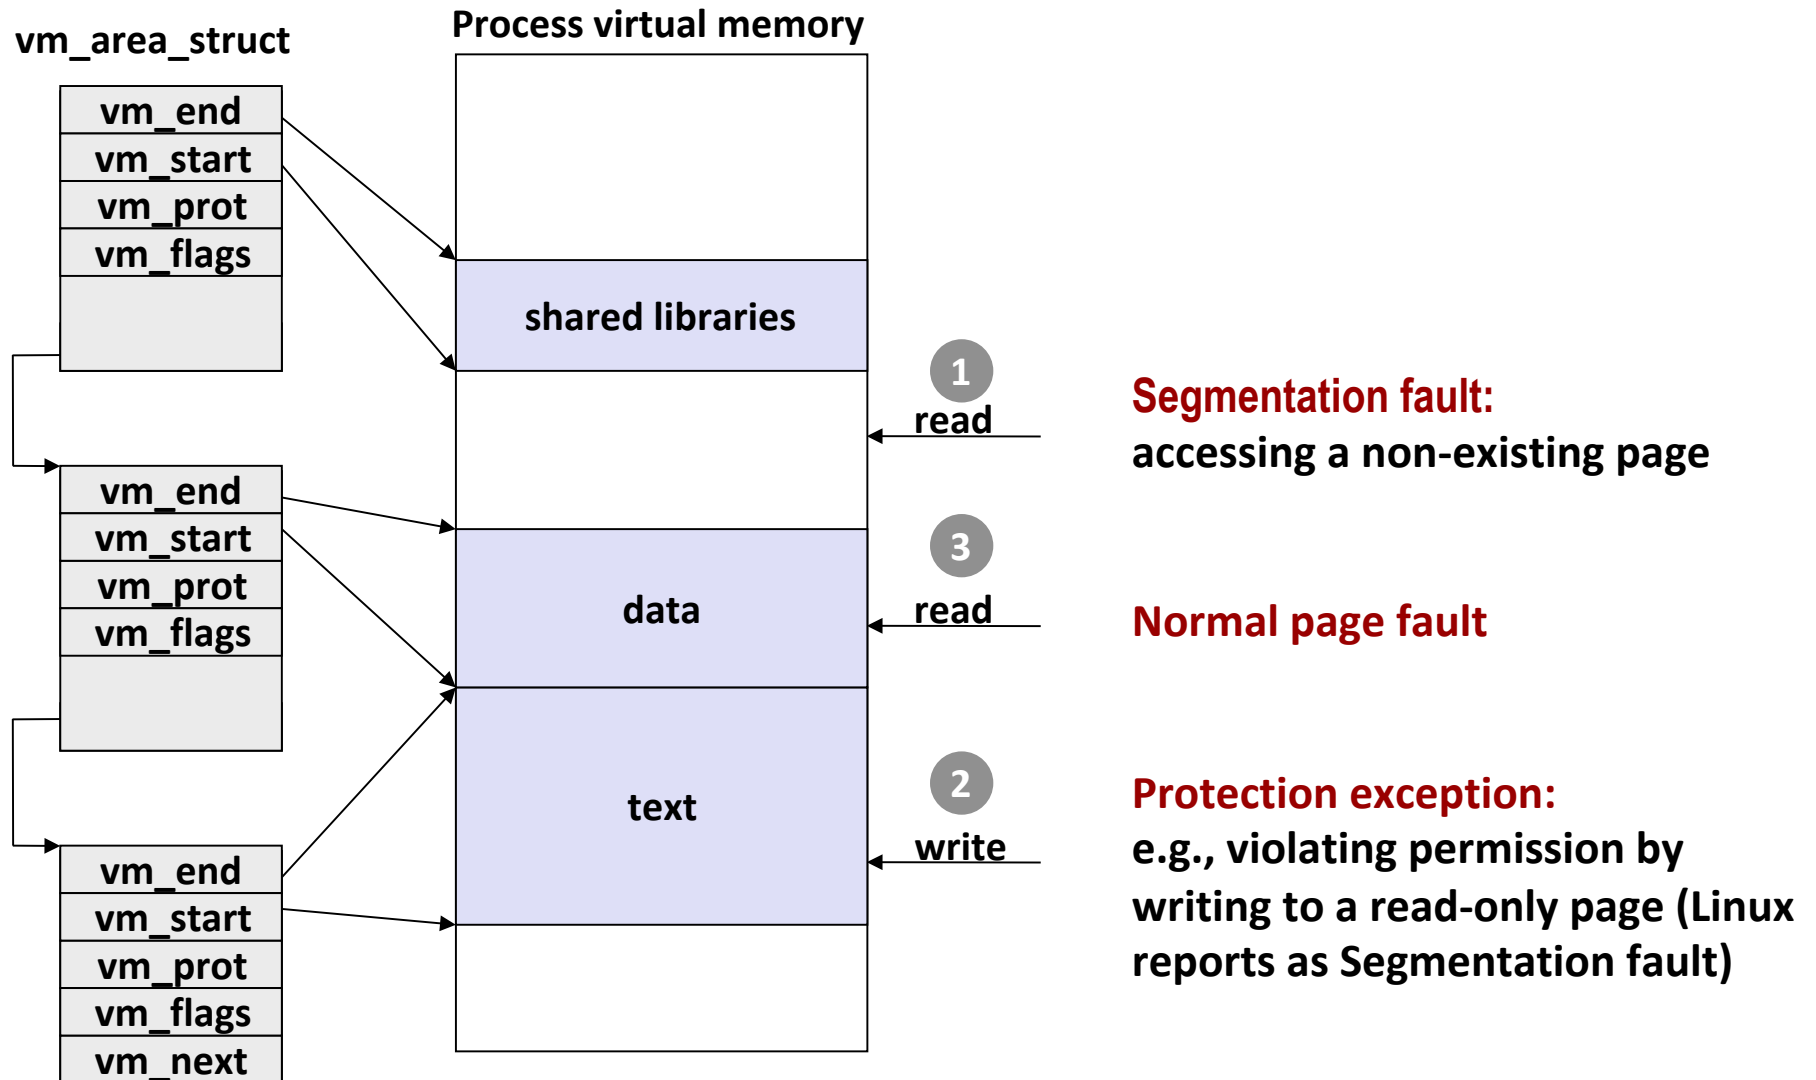 Process virtual memory
vm_area_struct
vm_end
vm_start
vm_prot
vm_flags
shared libraries
1
read
Segmentation fault:
accessing a non-existing page
vm_end
vm_start
vm_prot
vm_flags
data
3
read
Normal page fault
text
2
write
Protection exception:
e.g., violating permission by
writing to a read-only page (Linux
reports as Segmentation fault)
vm_end
vm_start
vm_prot
vm_flags
vm_next